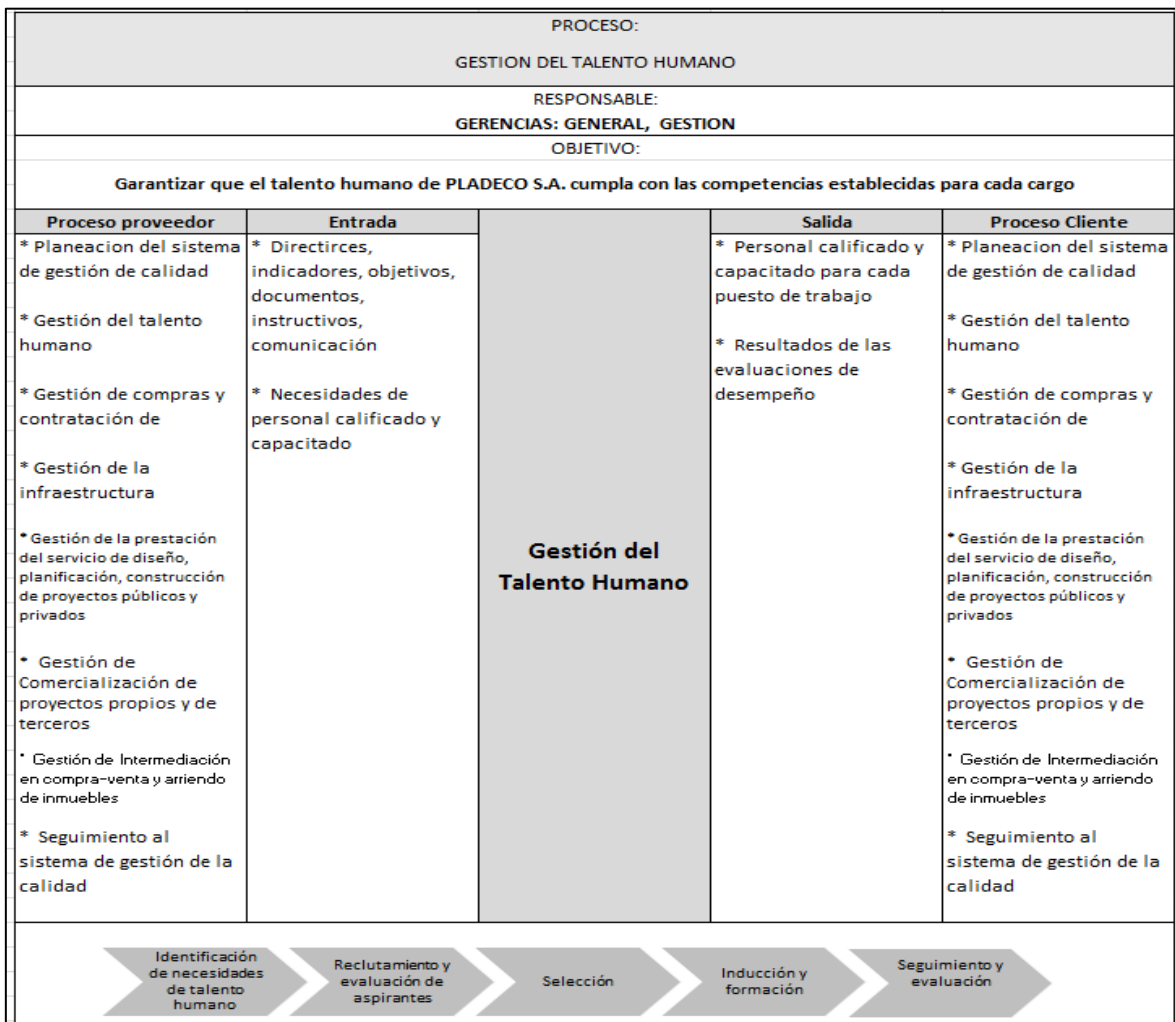 PROCESO:
GESTION DEL TALENTO HUMANO
RESPONSABLE:
GERENCIAS: GENERAL, GESTION
OBJETIVO:
Garantizar que el talento humano de PLADECO S.A. cumpla con las competencias establecidas para cada cargo
Proceso proveedor
* Planeacion del sistema
de gestión de calidad
* Gestión del talento
humano
* Gestión de compras y
contratación de
* Gestión de la
infraestructura
* Gestión de la prestación
del servicio de diseño,
planificación, construcción
de proyectos públicos y
privados
* Gestión de
Comercialización de
proyectos propios y de
terceros
* Gestión de Intermediación
en compra-venta y arriendo
de inmuebles
* Seguimiento al
sistema de gestión de la
calidad
Entrada
* Directirces,
indicadores, objetivos,
documentos,
instructivos,
comunicación
* Necesidades de
personal calificado y
capacitado
Gestión del
Talento Humano
Salida
* Personal calificado y
capacitado para cada
puesto de trabajo
* Resultados de las
evaluaciones de
desempeño
Proceso Cliente
* Planeacion del sistema
de gestión de calidad
* Gestión del talento
humano
* Gestión de compras y
contratación de
* Gestión de la
infraestructura
* Gestión de la prestación
del servicio de diseño,
planificación, construcción
de proyectos públicos y
privados
* Gestión de
Comercialización de
proyectos propios y de
terceros
* Gestión de Intermediación
en compra-venta y arriendo
de inmuebles
* Seguimiento al
sistema de gestión de la
calidad
Identificación
de necesidades
de talento
humano
Reclutamiento y
evaluación de
aspirantes
Selección
Inducción y
formación
Seguimiento y
evaluación